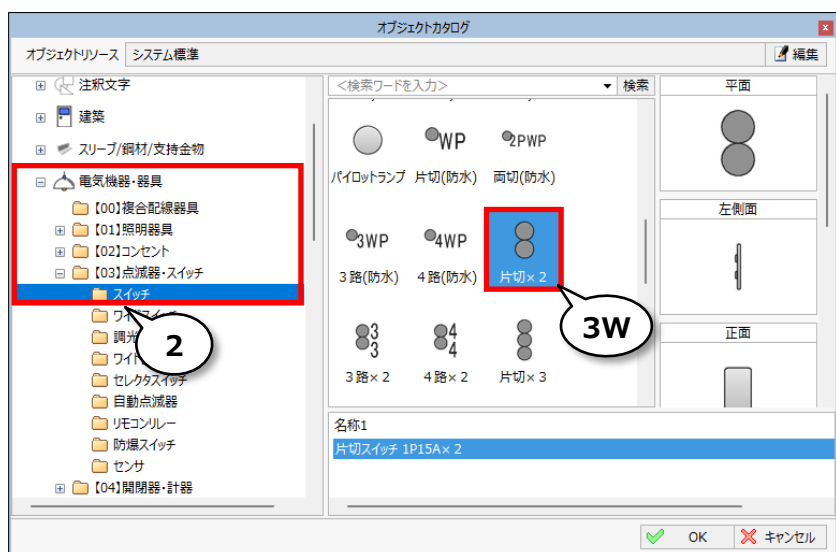 オブジェクトカタログ
オブジェクトリソース システム標準 編集
注釈文字
建築
スリーブ/鋼材/支持金物
電気機器・器具
【00】複合配線器具
【01】照明器具
【02】コンセント
【03】点滅器・スイッチ
スイッチ
2
セレクタスイッチ
自動点滅器
リモコンリレー
防爆スイッチ
センサ
【04】開閉器・計器
<検索ワードを入力> 検索
WP 2PWP
パイロットランプ 片切(防水) 両切(防水)
3WP 4WP
3路(防水) 4路(防水) 片切×2
3W
3 3 4 4
3路×2 4路×2 片切×3
名称1
片切スイッチ 1P15A×2
平面
左側面
正面
OK キャンセル